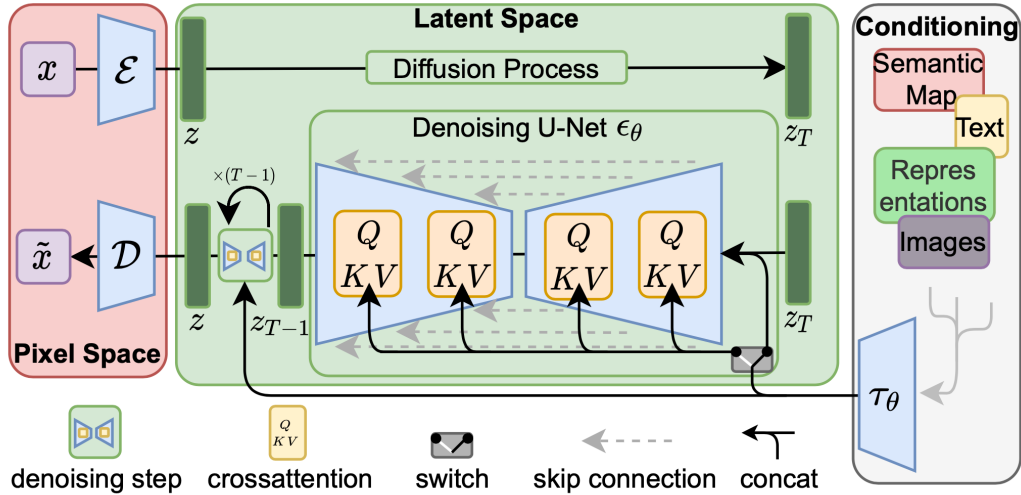 Latent Space
Conditioning
x
ℰ
Diffusion Process
z
z_T
Semantic
Map
Text
Denoising U-Net ϵ_θ
Repres
entations
Images
×(T−1)
x̃
𝒟
Q
KV
Q
KV
Q
KV
Q
KV
z
z_{T−1}
z_T
Pixel Space
τ_θ
Q
KV
denoising step
crossattention
switch
skip connection
concat